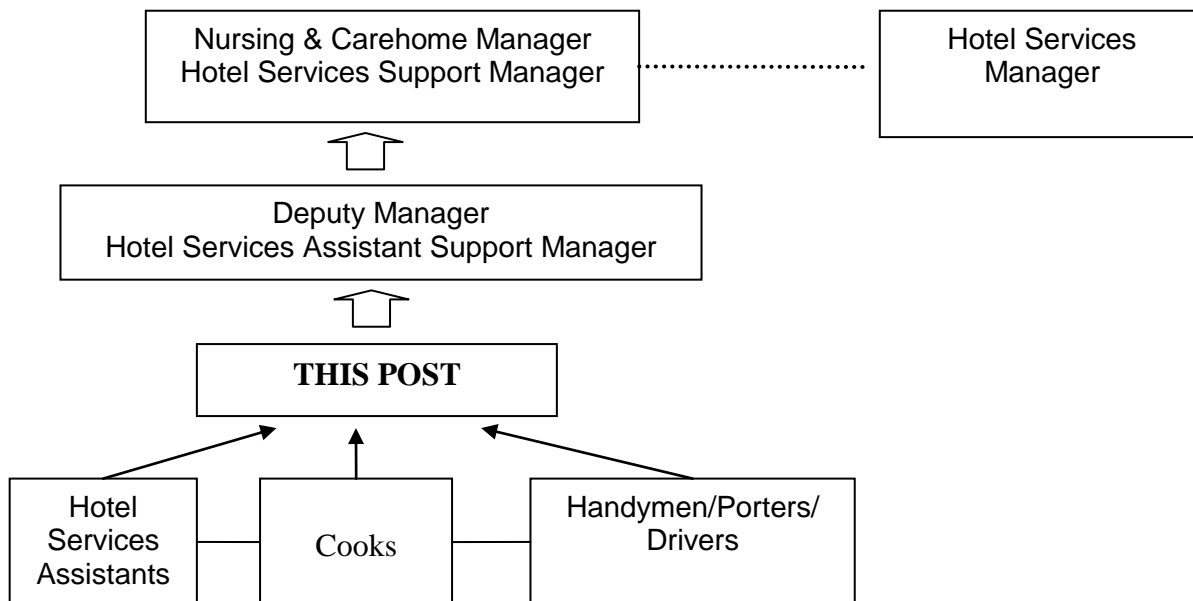 Nursing & Carehome Manager
Hotel Services Support Manager
Hotel Services
Manager
Deputy Manager
Hotel Services Assistant Support Manager
THIS POST
Hotel
Services
Assistants
Cooks
Handymen/Porters/
Drivers